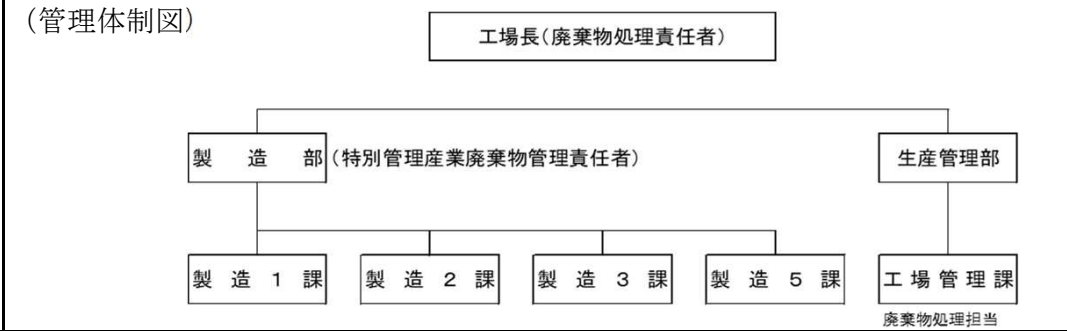 (管理体制図)
工場長(廃棄物処理責任者)
製造部(特別管理産業廃棄物管理責任者)
生産管理部
製造1課
製造2課
製造3課
製造5課
工場管理課
廃棄物処理担当